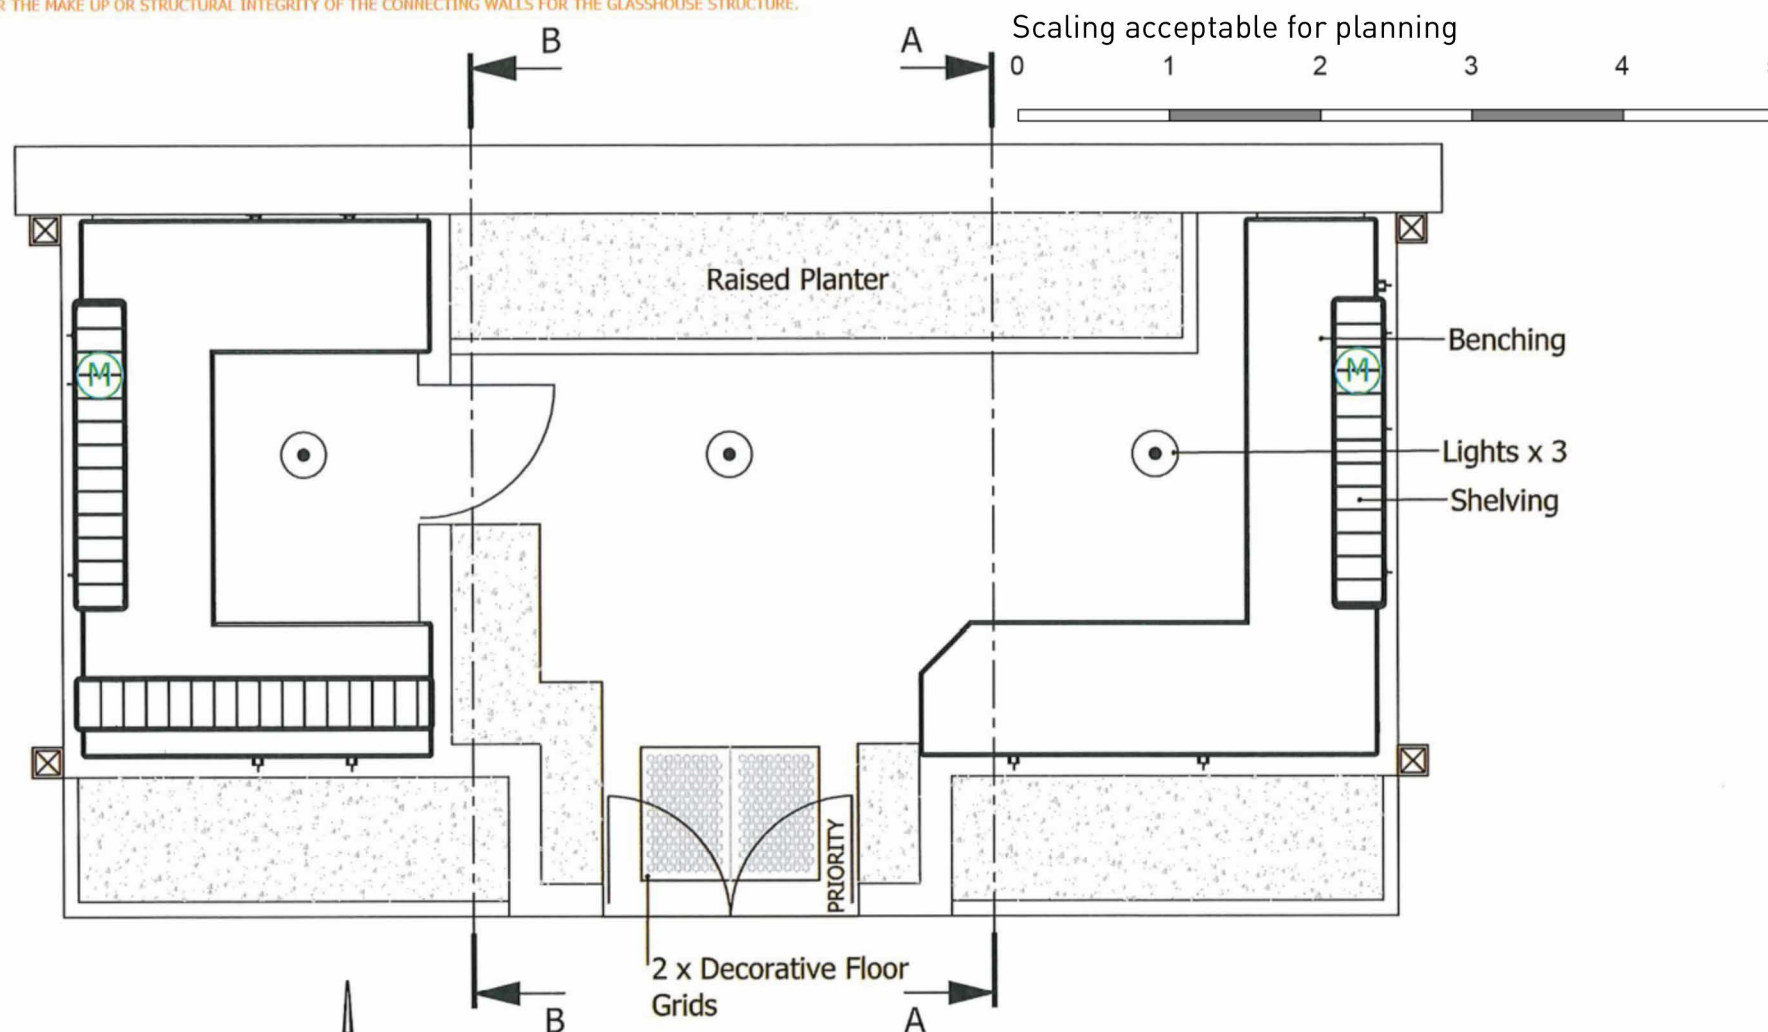 THE MAKE UP OR STRUCTURAL INTEGRITY OF THE CONNECTING WALLS FOR THE GLASSHOUSE STRUCTURE.
Scaling acceptable for planning
B
A
0 1 2 3 4
Raised Planter
Benching
M
M
Lights x 3
Shelving
PRIORITY
2 x Decorative Floor
Grids
B
A